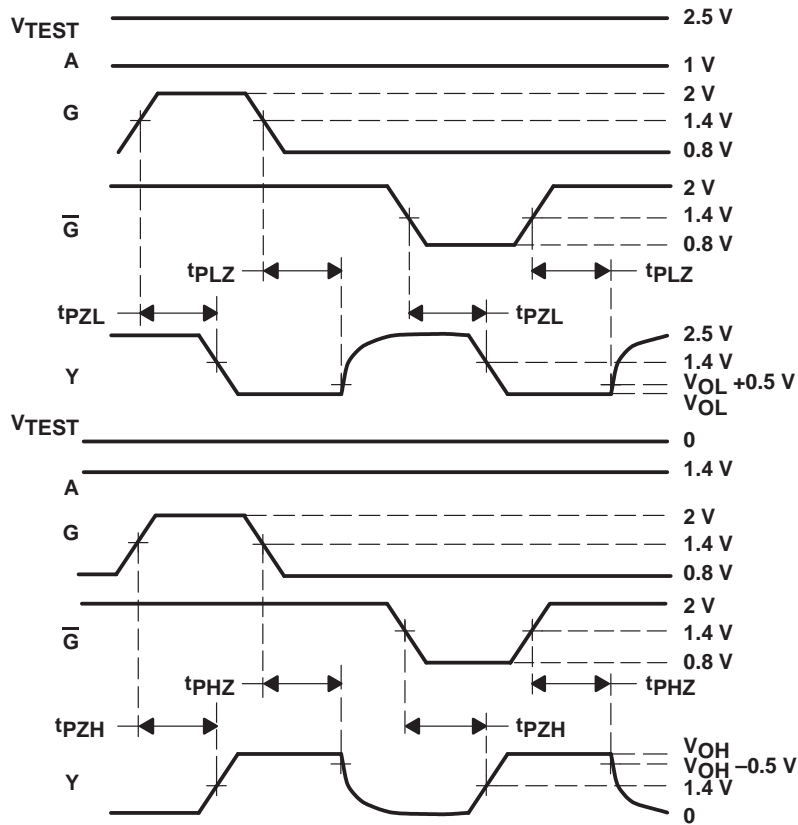 VTEST 2.5 V
A 1 V
2 V
G 1.4 V
0.8 V
2 V
G 1.4 V
0.8 V
tPLZ tPLZ
tPZL tPZL
2.5 V
1.4 V
Y VOL +0.5 V
VOL
VTEST 0
A 1.4 V
2 V
G 1.4 V
0.8 V
2 V
G 1.4 V
0.8 V
tPHZ tPHZ
tPZH tPZH
VOH
VOH –0.5 V
Y 1.4 V
0